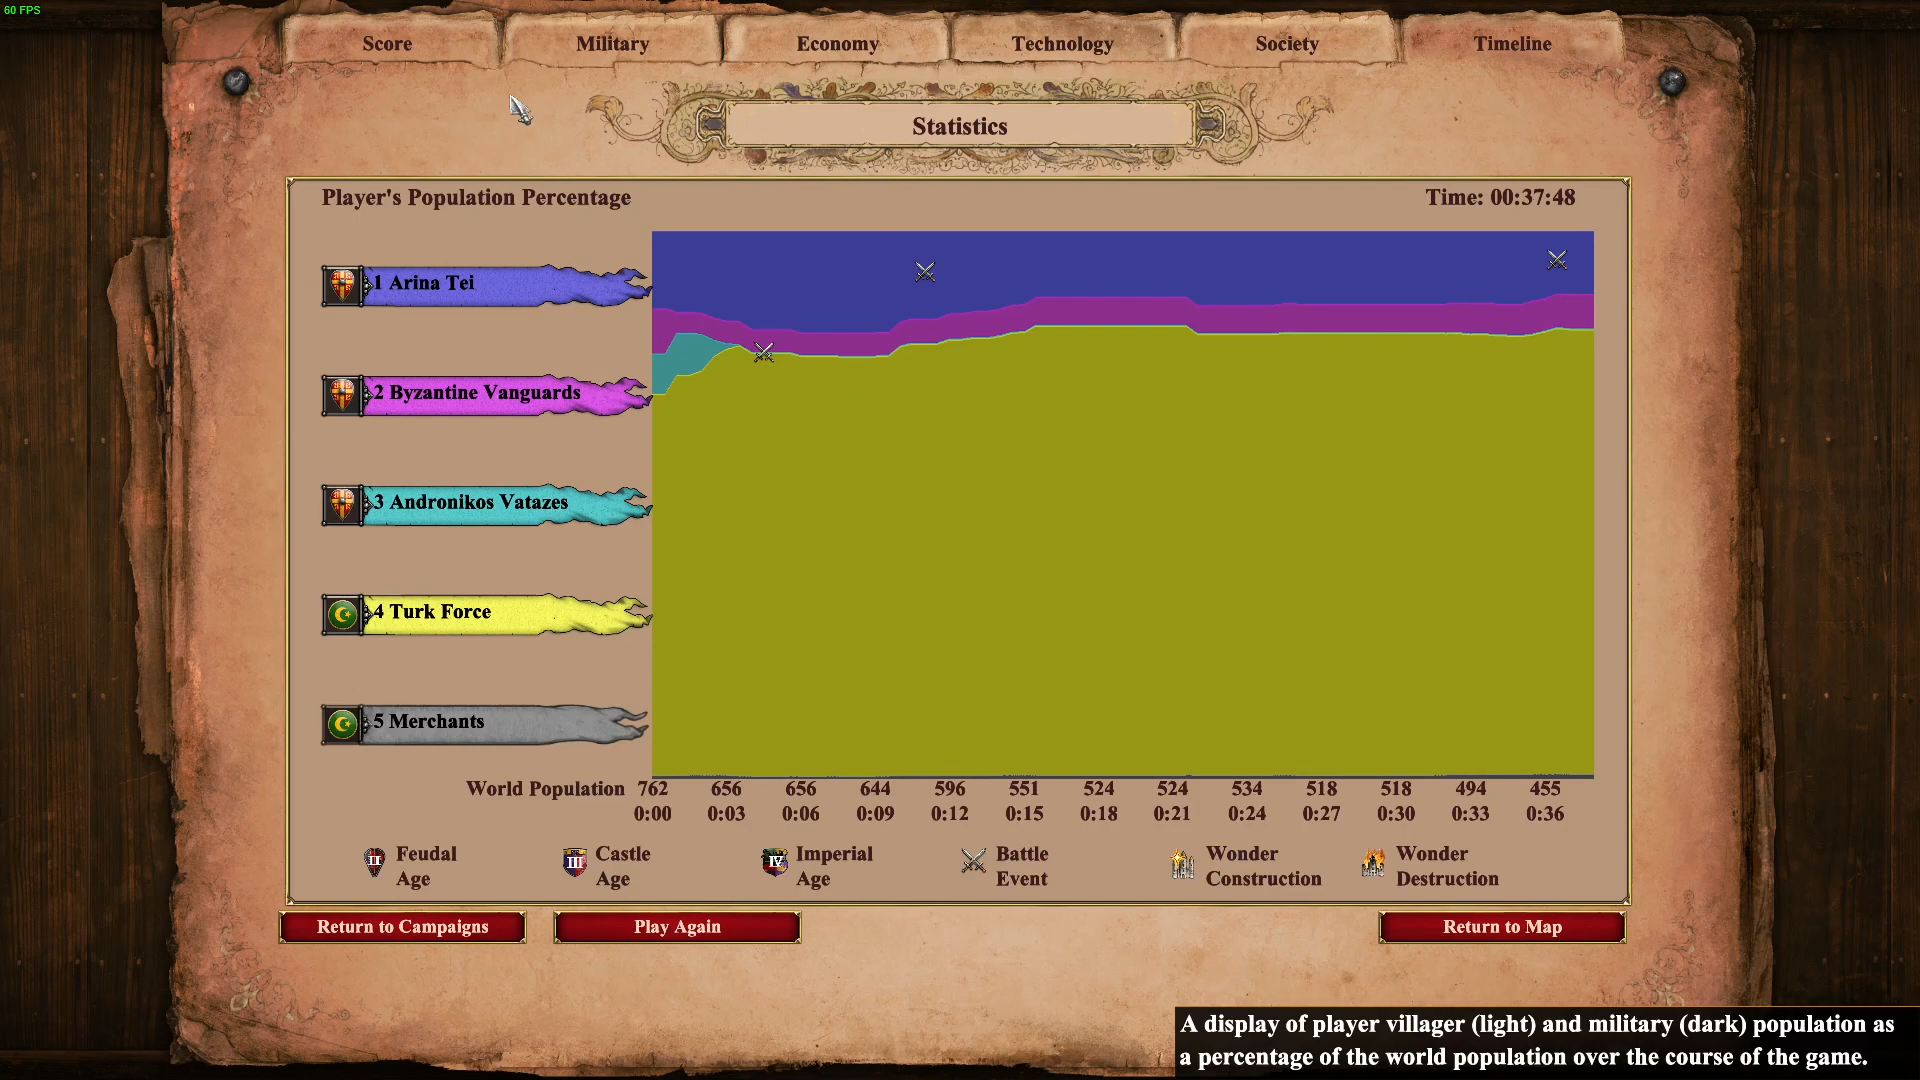 60 FPS
Score Military Economy Technology Society Timeline
Statistics
Player's Population Percentage Time: 00:37:48
1 Arina Tei
2 Byzantine Vanguards
3 Andronikos Vatazes
4 Turk Force
5 Merchants
World Population 762 656 656 644 596 551 524 524 534 518 518 494 455
0:00 0:03 0:06 0:09 0:12 0:15 0:18 0:21 0:24 0:27 0:30 0:33 0:36
II Feudal
Age
III Castle
Age
IV Imperial
Age
Battle
Event
Wonder
Construction
Wonder
Destruction
Return to Campaigns Play Again Return to Map
A display of player villager (light) and military (dark) population as
a percentage of the world population over the course of the game.